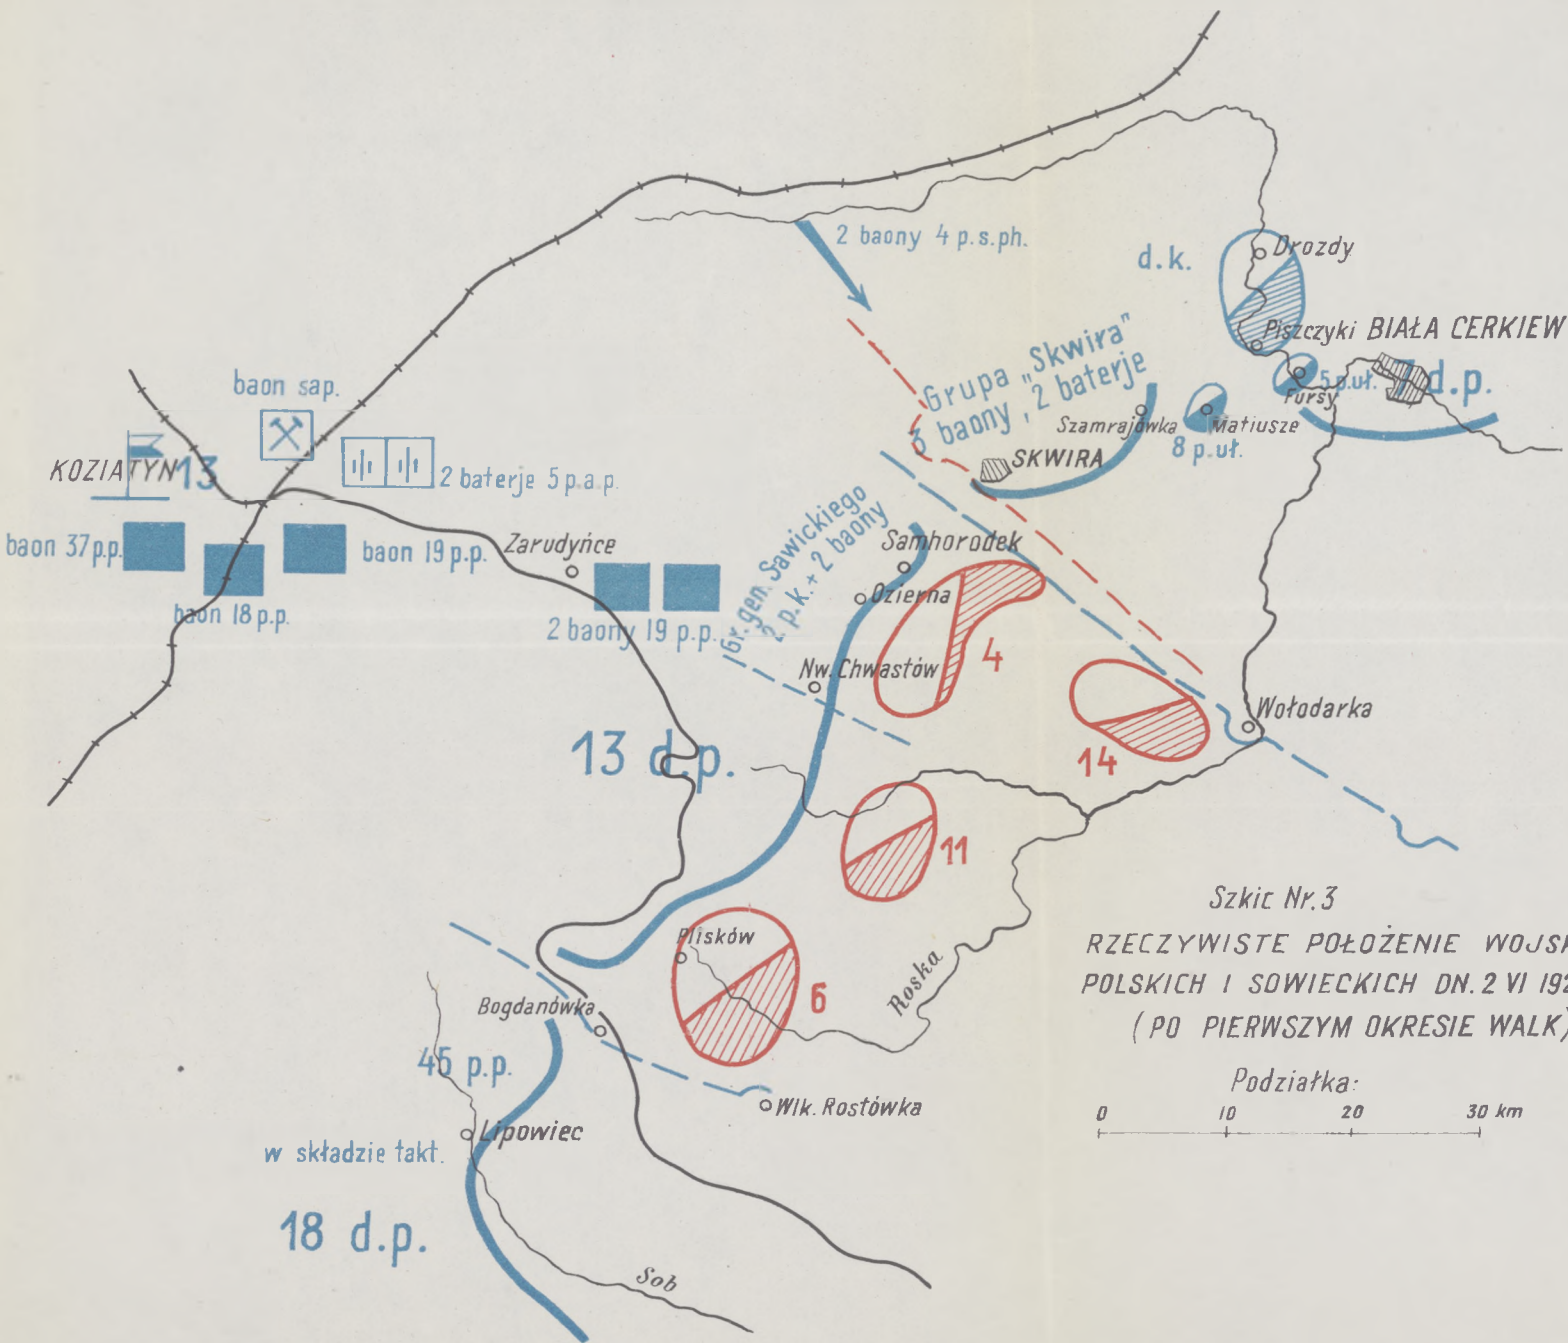 2 baony 4 p.s.ph.
d.k.
Drozdy
Piszczyki
BIAŁA CERKIEW
Grupa „Skwira"
3 baony, 2 baterje
5 p.uł.
Fursy
d.p.
Szamrajówka
Matiusze
8 p.uł.
SKWIRA
baon sap.
KOZIATYN
13
2 baterje 5 p.a.p.
baon 37 p.p.
baon 19 p.p.
baon 18 p.p.
Zarudyńce
2 baony 19 p.p.
Gr. gen. Sawickiego
2 p.k. + 2 baony
Samhorodek
Ozierna
Nw. Chwastów
4
14
Wołodarka
13 d.p.
11
Plisków
6
Roska
Bogdanówka
45 p.p.
Wlk. Rostówka
Lipowiec
w składzie takt.
18 d.p.
Sob
Szkic Nr. 3
RZECZYWISTE POŁOŻENIE WOJSK
POLSKICH I SOWIECKICH DN. 2 VI 192
(PO PIERWSZYM OKRESIE WALK)
Podziałka:
0 10 20 30 km